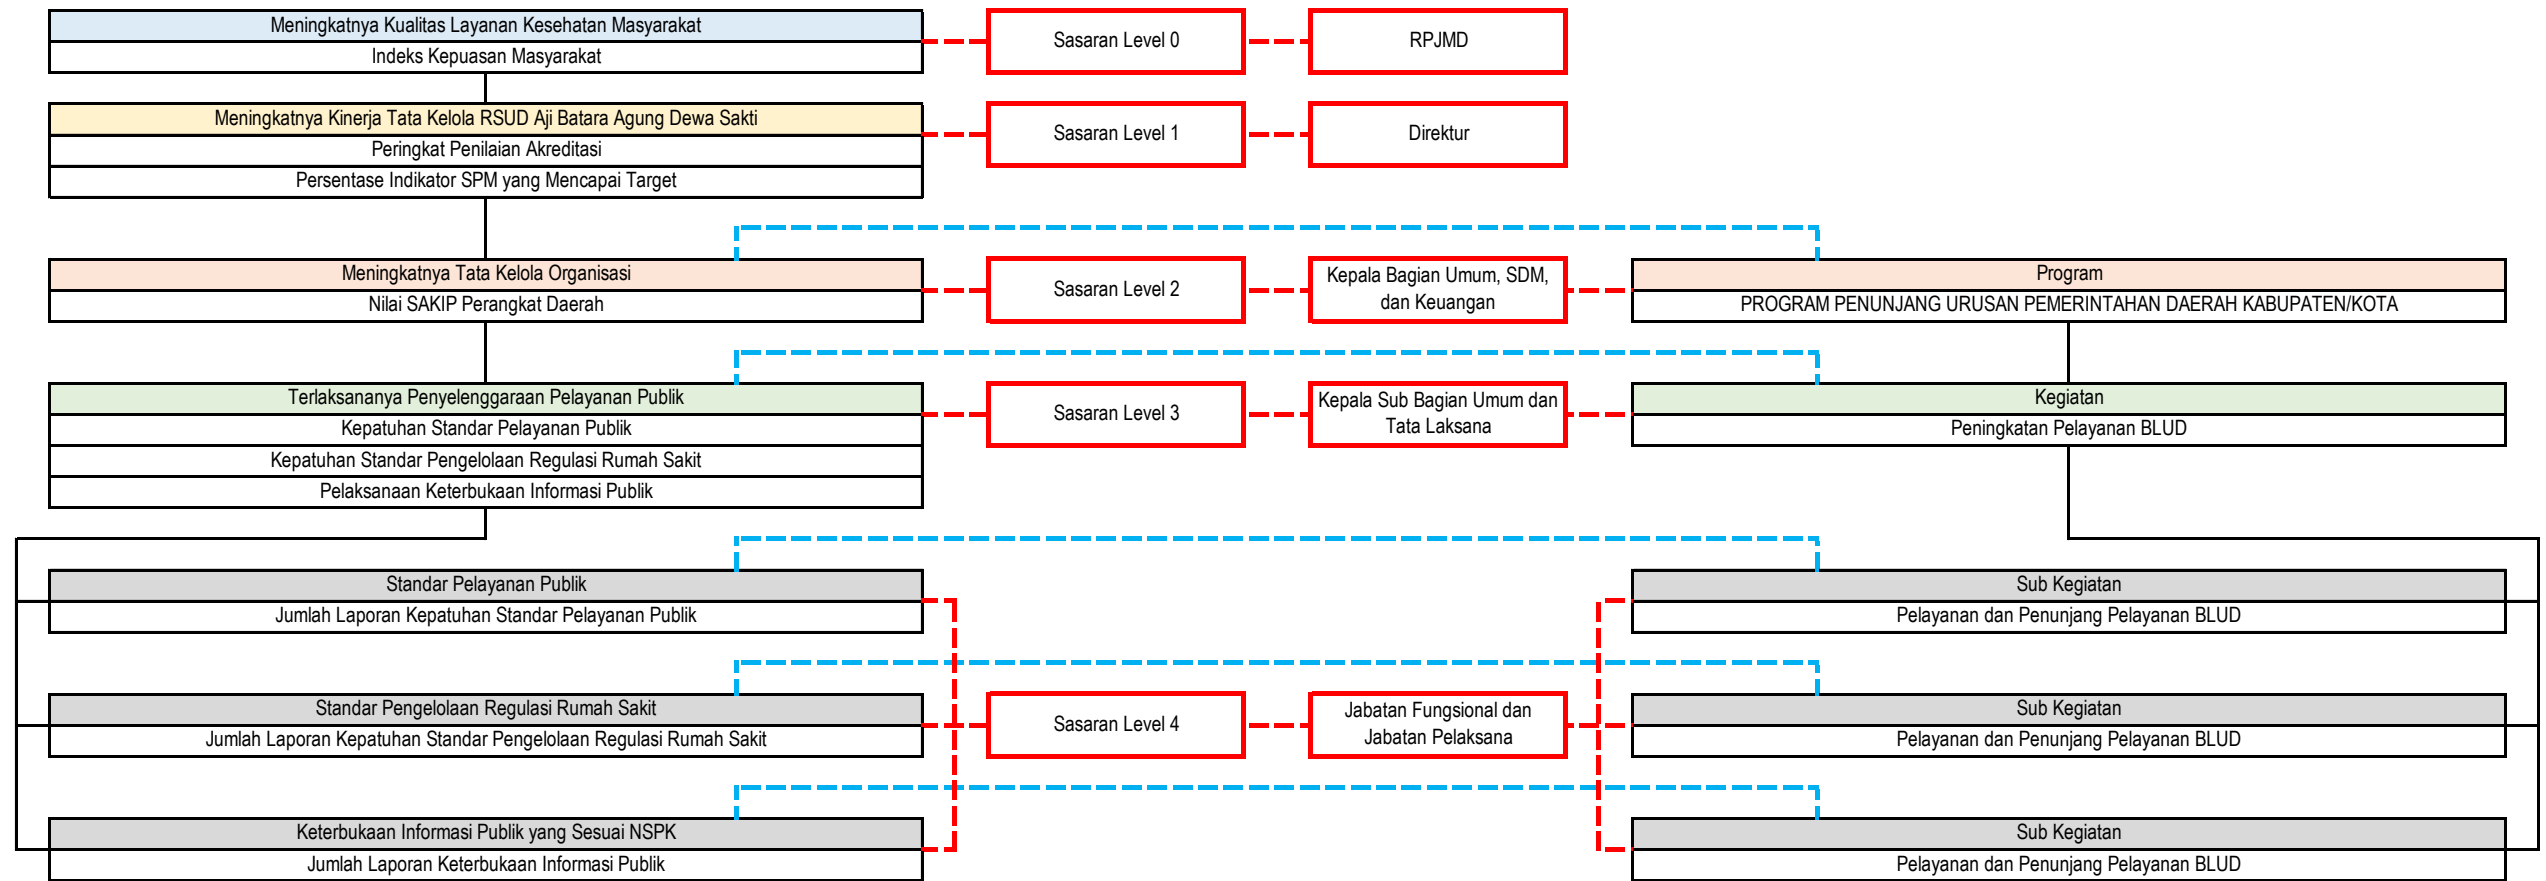 Meningkatnya Kualitas Layanan Kesehatan Masyarakat
Indeks Kepuasan Masyarakat
Sasaran Level 0
RPJMD
Meningkatnya Kinerja Tata Kelola RSUD Aji Batara Agung Dewa Sakti
Peringkat Penilaian Akreditasi
Persentase Indikator SPM yang Mencapai Target
Sasaran Level 1
Direktur
Meningkatnya Tata Kelola Organisasi
Nilai SAKIP Perangkat Daerah
Sasaran Level 2
Kepala Bagian Umum, SDM,
dan Keuangan
Program
PROGRAM PENUNJANG URUSAN PEMERINTAHAN DAERAH KABUPATEN/KOTA
Terlaksananya Penyelenggaraan Pelayanan Publik
Kepatuhan Standar Pelayanan Publik
Kepatuhan Standar Pengelolaan Regulasi Rumah Sakit
Pelaksanaan Keterbukaan Informasi Publik
Sasaran Level 3
Kepala Sub Bagian Umum dan
Tata Laksana
Kegiatan
Peningkatan Pelayanan BLUD
Standar Pelayanan Publik
Jumlah Laporan Kepatuhan Standar Pelayanan Publik
Sub Kegiatan
Pelayanan dan Penunjang Pelayanan BLUD
Standar Pengelolaan Regulasi Rumah Sakit
Jumlah Laporan Kepatuhan Standar Pengelolaan Regulasi Rumah Sakit
Sasaran Level 4
Jabatan Fungsional dan
Jabatan Pelaksana
Sub Kegiatan
Pelayanan dan Penunjang Pelayanan BLUD
Keterbukaan Informasi Publik yang Sesuai NSPK
Jumlah Laporan Keterbukaan Informasi Publik
Sub Kegiatan
Pelayanan dan Penunjang Pelayanan BLUD